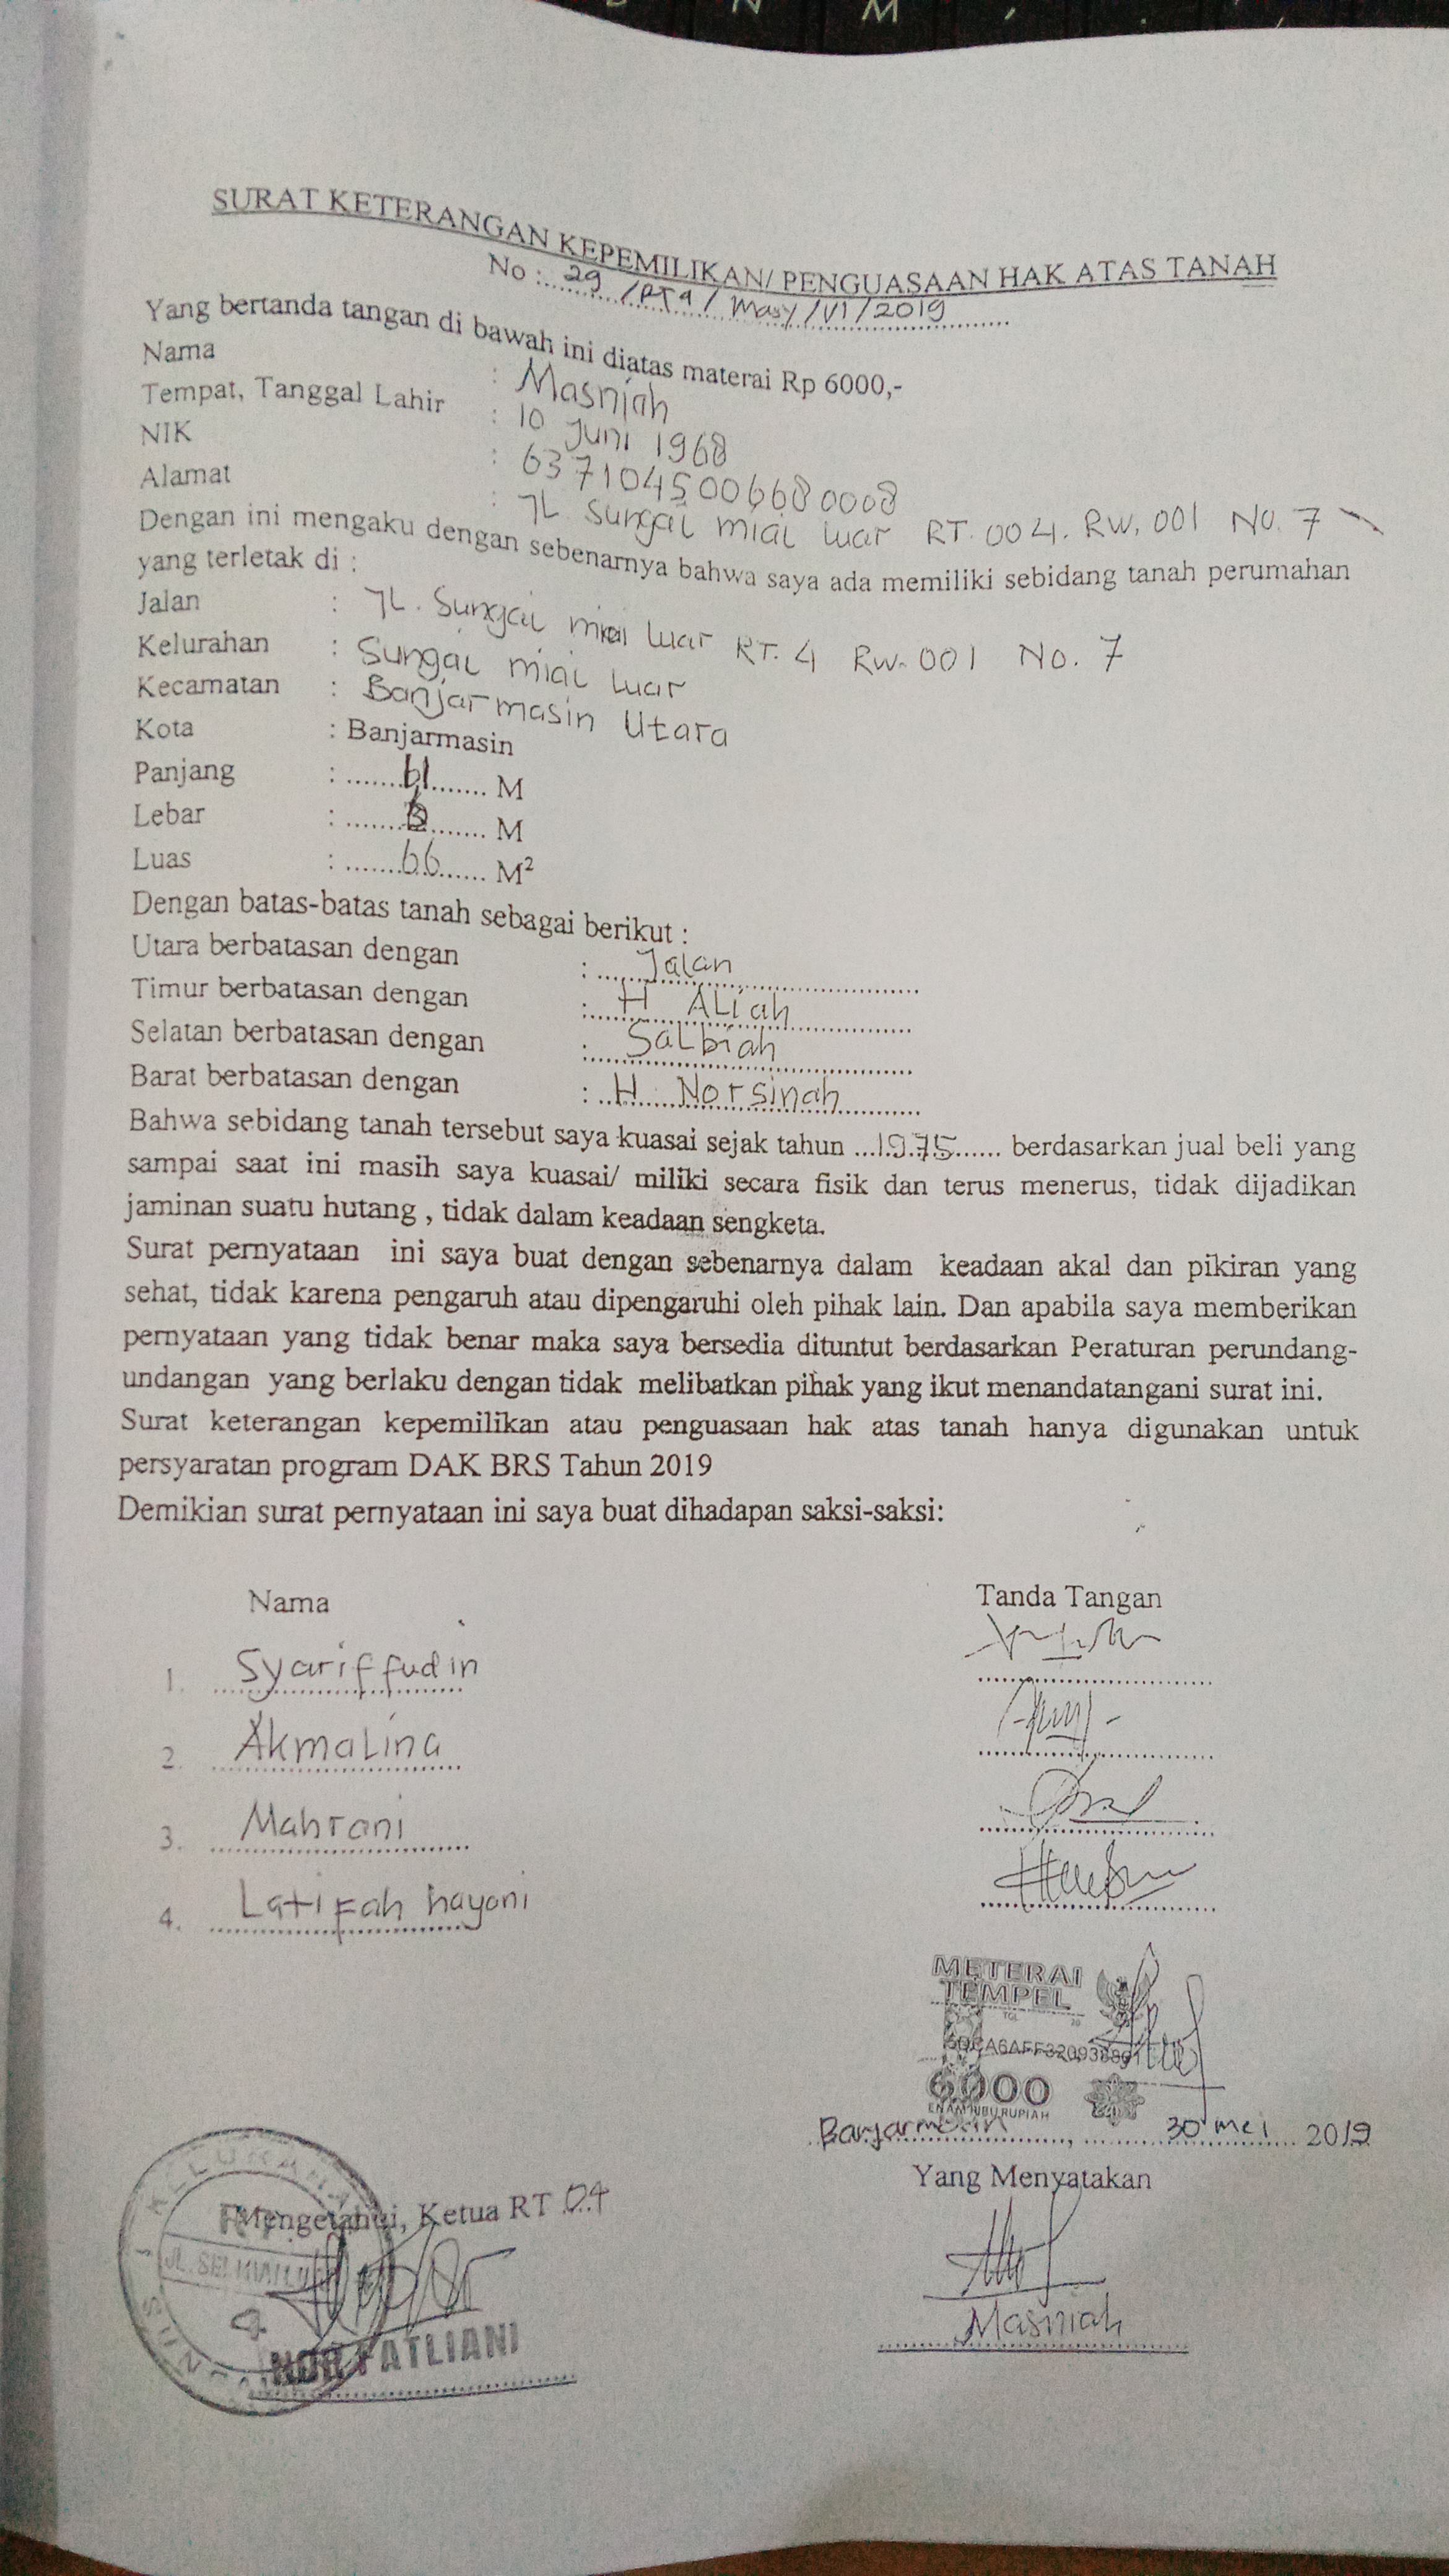 SURAT KETERANGAN KEPEMILIKAN/ PENGUASAAN HAK ATAS TANAH
No : 29 /RT4 / Masy / VI / 2019
Yang bertanda tangan di bawah ini diatas materai Rp 6000,-
Nama : Masniah
Tempat, Tanggal Lahir : 10 Juni 1968
NIK : 6371045006680008
Alamat : JL. Sungai miai luar RT. 004. RW. 001 No. 7
Dengan ini mengaku dengan sebenarnya bahwa saya ada memiliki sebidang tanah perumahan
yang terletak di :
Jalan : JL. Sungai miai luar RT. 4 RW. 001 No. 7
Kelurahan : Sungai miai luar
Kecamatan : Banjarmasin Utara
Kota : Banjarmasin
Panjang : ........ M
Lebar : ........ M
Luas : 66 M²
Dengan batas-batas tanah sebagai berikut :
Utara berbatasan dengan : Jalan
Timur berbatasan dengan : H ALiah
Selatan berbatasan dengan : SaLbiah
Barat berbatasan dengan : H. Norsinah
Bahwa sebidang tanah tersebut saya kuasai sejak tahun ...1975...... berdasarkan jual beli yang
sampai saat ini masih saya kuasai/ miliki secara fisik dan terus menerus, tidak dijadikan
jaminan suatu hutang , tidak dalam keadaan sengketa.
Surat pernyataan ini saya buat dengan sebenarnya dalam keadaan akal dan pikiran yang
sehat, tidak karena pengaruh atau dipengaruhi oleh pihak lain. Dan apabila saya memberikan
pernyataan yang tidak benar maka saya bersedia dituntut berdasarkan Peraturan perundang-
undangan yang berlaku dengan tidak melibatkan pihak yang ikut menandatangani surat ini.
Surat keterangan kepemilikan atau penguasaan hak atas tanah hanya digunakan untuk
persyaratan program DAK BRS Tahun 2019
Demikian surat pernyataan ini saya buat dihadapan saksi-saksi:
Nama Tanda Tangan
1. Syariffudin
2. AkmaLina
3. Mahrani
4. Latifah hayani
METERAI
TEMPEL
TGL 20
6000
ENAM RIBU RUPIAH
Banjarmasin, 30 mei 2019
Yang Menyatakan
Mengetahui, Ketua RT 04
4
Masniah
NOR FATLIANI